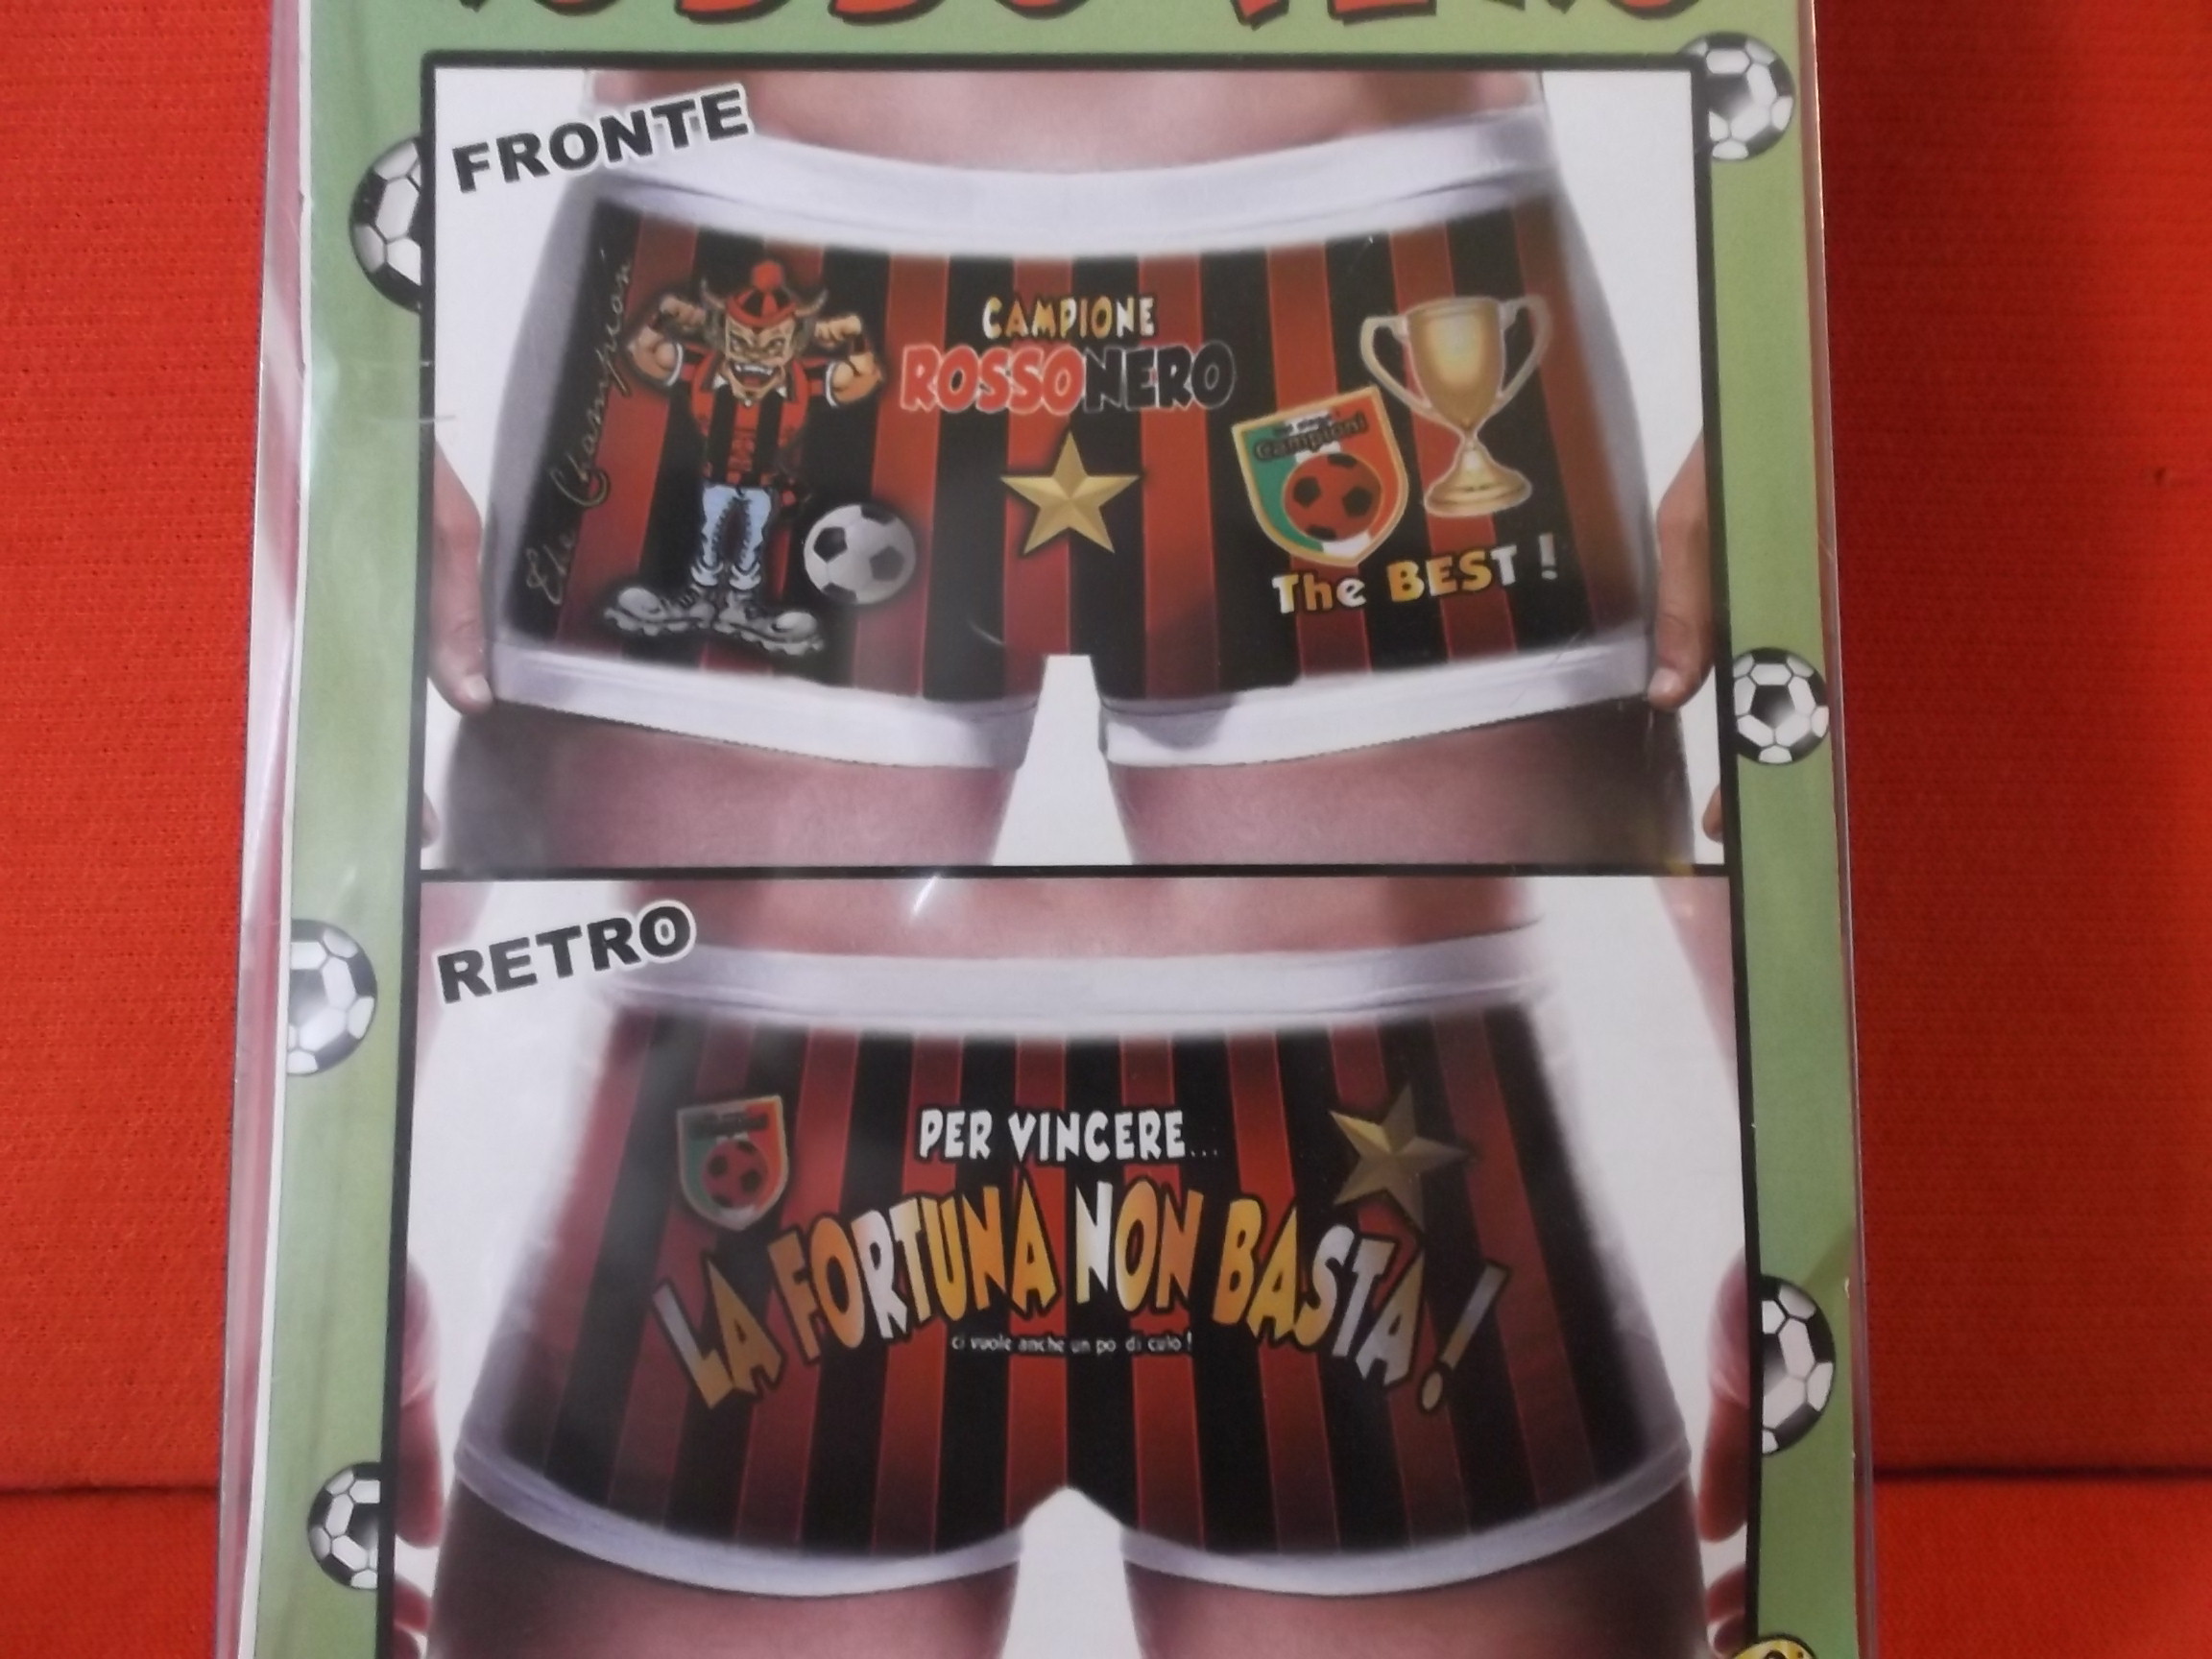 FRONTE
The Champion
CAMPIONE
ROSSONERO
Campioni
The BEST !
RETRO
PER VINCERE...
LA FORTUNA NON BASTA!
ci vuole anche un po di culo !